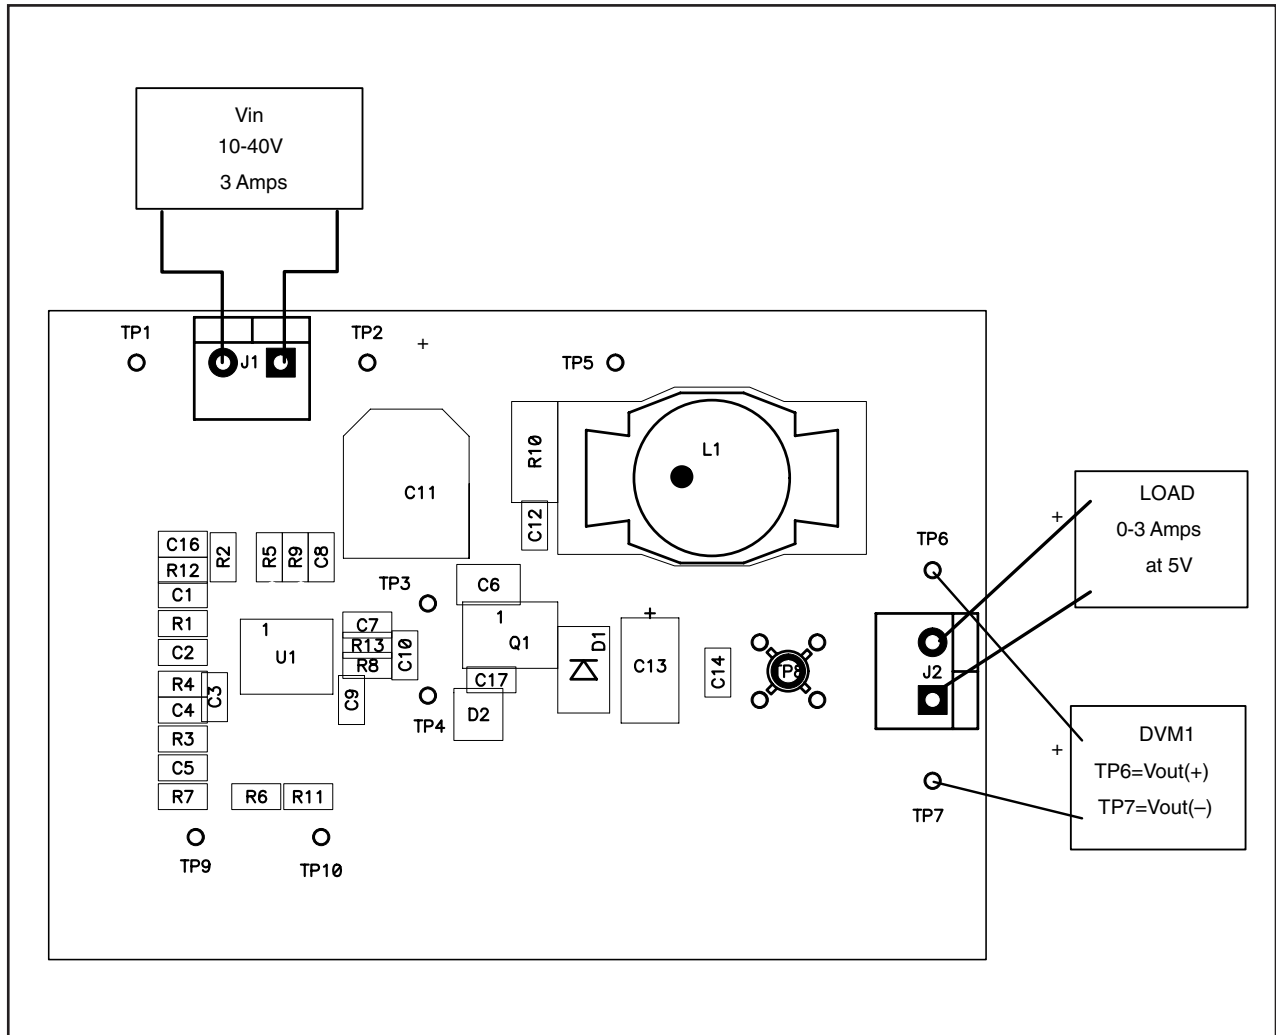 Vin
10-40V
3 Amps
TP1
J1
TP2
+
TP5
R10
L1
C11
C12
LOAD
+
0-3 Amps
at 5V
C16
R2
R5
R9
C8
R12
C1
TP3
C6
TP6
R1
1
U1
C7
R13
R8
C10
1
Q1
D1
+
C13
C14
TP8
J2
C2
R4
C3
C4
C9
TP4
C17
D2
R3
C5
R7
R6
R11
TP9
TP10
TP7
DVM1
+
TP6=Vout(+)
TP7=Vout(–)